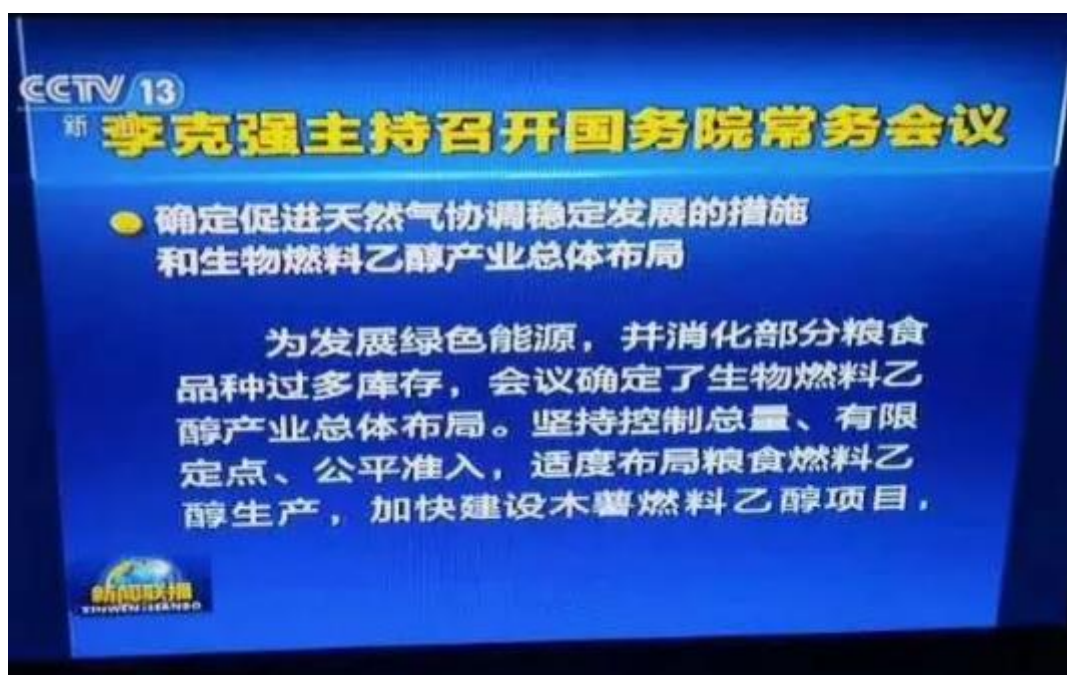 CCTV 13
新闻
李克强主持召开国务院常务会议
确定促进天然气协调稳定发展的措施
和生物燃料乙醇产业总体布局
为发展绿色能源，并消化部分粮食
品种过多库存，会议确定了生物燃料乙
醇产业总体布局。坚持控制总量、有限
定点、公平准入，适度布局粮食燃料乙
醇生产，加快建设木薯燃料乙醇项目，
新闻联播
XINWEN LIANBO